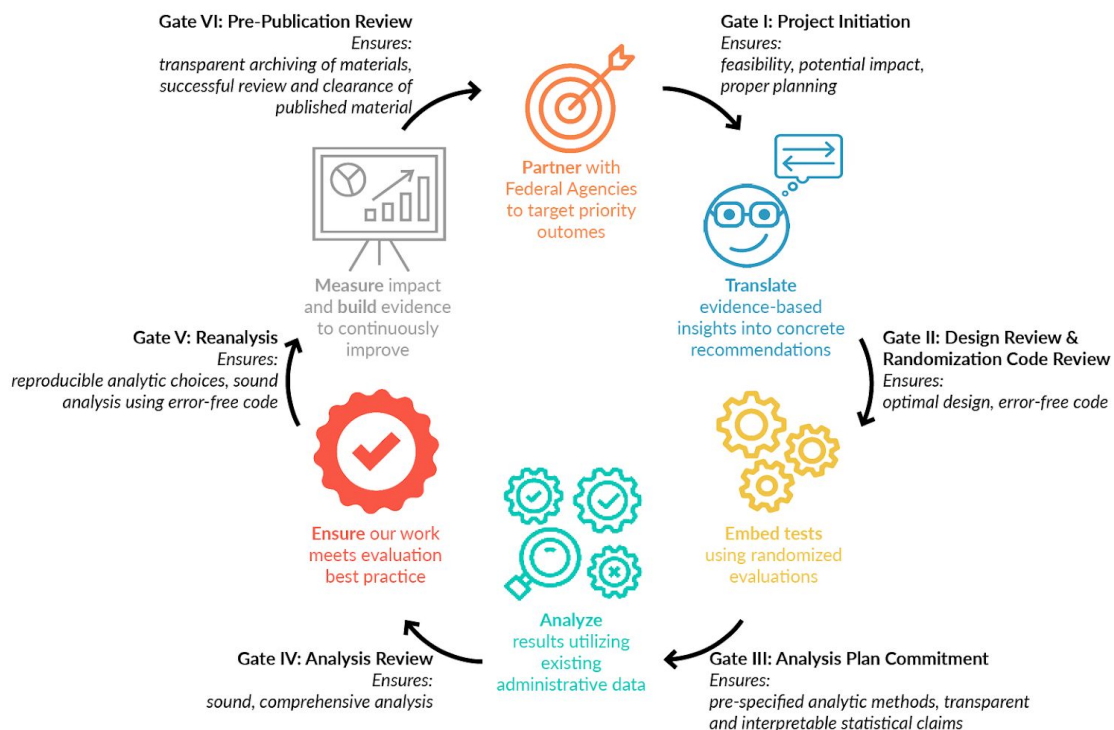 Gate VI: Pre-Publication Review
Ensures:
transparent archiving of materials,
successful review and clearance of
published material
Gate I: Project Initiation
Ensures:
feasibility, potential impact,
proper planning
Partner with
Federal Agencies
to target priority
outcomes
Translate
evidence-based
insights into concrete
recommendations
Measure impact
and build evidence
to continuously
improve
Gate V: Reanalysis
Ensures:
reproducible analytic choices, sound
analysis using error-free code
Gate II: Design Review &
Randomization Code Review
Ensures:
optimal design, error-free code
Ensure our work
meets evaluation
best practice
Embed tests
using randomized
evaluations
Analyze
results utilizing
existing
administrative data
Gate IV: Analysis Review
Ensures:
sound, comprehensive analysis
Gate III: Analysis Plan Commitment
Ensures:
pre-specified analytic methods, transparent
and interpretable statistical claims